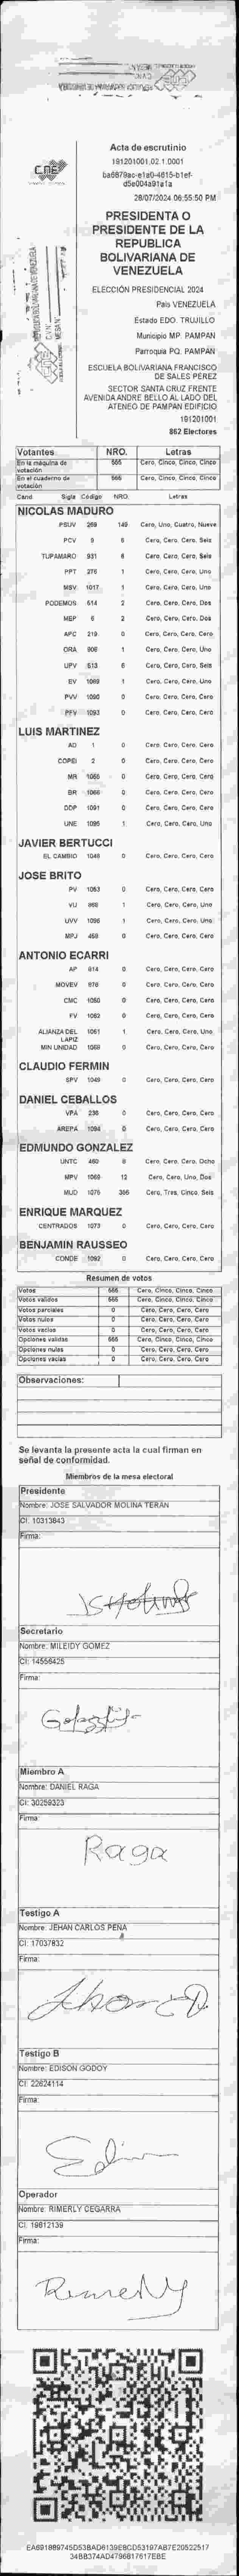 CNE
Acta de escrutinio
191201001.02.1.0001
28/07/2024 06:55:50 PM
PRESIDENTA O
PRESIDENTE DE LA
REPUBLICA
BOLIVARIANA DE
VENEZUELA
ELECCIÓN PRESIDENCIAL 2024
País VENEZUELA
Estado EDO. TRUJILLO
Municipio MP. PAMPAN
Parroquia PQ. PAMPÁN
ESCUELA BOLIVARIANA FRANCISCO
DE SALES PEREZ
SECTOR SANTA CRUZ FRENTE
AVENIDA ANDRE BELLO AL LADO DEL
ATENEO DE PAMPAN EDIFICIO
191201001
862 Electores
Votantes NRO. Letras
En la máquina de votación Cero, Cinco, Cinco, Cinco
En el cuaderno de votación Cero, Cinco, Cinco, Cinco
Cand Sigla Código NRO. Letras
NICOLAS MADURO
PSUV 269 149 Cero, Uno, Cuatro, Nueve
PCV Cero, Cero, Cero, Seis
TUPAMARO 931 6 Cero, Cero, Cero, Seis
PPT 276 1 Cero, Cero, Cero, Uno
MSV 1017 1 Cero, Cero, Cero, Uno
PODEMOS 614 2 Cero, Cero, Cero, Dos
MEP 6 2 Cero, Cero, Cero, Dos
APC 219 0 Cero, Cero, Cero, Cero
ORA 906 1 Cero, Cero, Cero, Uno
UPV 513 6 Cero, Cero, Cero, Seis
EV 1069 1 Cero, Cero, Cero, Uno
PVV 1090 0 Cero, Cero, Cero, Cero
PFV 1093 0 Cero, Cero, Cero, Cero
LUIS MARTINEZ
AD 1 0 Cero, Cero, Cero, Cero
COPEI 2 0 Cero, Cero, Cero, Cero
MR 1055 0 Cero, Cero, Cero, Cero
BR 1066 0 Cero, Cero, Cero, Cero
DDP 1091 0 Cero, Cero, Cero, Cero
UNE 1095 1 Cero, Cero, Cero, Uno
JAVIER BERTUCCI
EL CAMBIO 1046 0 Cero, Cero, Cero, Cero
JOSE BRITO
PV 1053 0 Cero, Cero, Cero, Cero
VU 868 1 Cero, Cero, Cero, Uno
UVV 1096 1 Cero, Cero, Cero, Uno
MPJ 458 0 Cero, Cero, Cero, Cero
ANTONIO ECARRI
AP 814 0 Cero, Cero, Cero, Cero
MOVEV 876 0 Cero, Cero, Cero, Cero
CMC 1050 0 Cero, Cero, Cero, Cero
FV 1062 0 Cero, Cero, Cero, Cero
ALIANZA DEL LAPIZ 1061 1 Cero, Cero, Cero, Uno
MIN UNIDAD 1068 0 Cero, Cero, Cero, Cero
CLAUDIO FERMIN
SPV 1049 0 Cero, Cero, Cero, Cero
DANIEL CEBALLOS
VPA 236 0 Cero, Cero, Cero, Cero
AREPA 1094 0 Cero, Cero, Cero, Cero
EDMUNDO GONZALEZ
UNTC 460 8 Cero, Cero, Cero, Ocho
MPV 1069 12 Cero, Cero, Uno, Dos
MUD 1075 356 Cero, Tres, Cinco, Seis
ENRIQUE MARQUEZ
CENTRADOS 1073 0 Cero, Cero, Cero, Cero
BENJAMIN RAUSSEO
CONDE 1092 0 Cero, Cero, Cero, Cero
Resumen de votos
Votos 555 Cero, Cinco, Cinco, Cinco
Votos validos 555 Cero, Cinco, Cinco, Cinco
Votos parciales 0 Cero, Cero, Cero, Cero
Votos nulos 0 Cero, Cero, Cero, Cero
Votos vacios 0 Cero, Cero, Cero, Cero
Opciones validas 555 Cero, Cinco, Cinco, Cinco
Opciones nulas 0 Cero, Cero, Cero, Cero
Opciones vacias 0 Cero, Cero, Cero, Cero
Observaciones:
Se levanta la presente acta la cual firman en
señal de conformidad.
Miembros de la mesa electoral
Presidente
Nombre: JOSE SALVADOR MOLINA TERAN
CI: 10313843
Firma:
Secretario
Nombre: MILEIDY GOMEZ
CI: 14556425
Firma:
Miembro A
Nombre: DANIEL RAGA
CI: 30259323
Firma:
Raga
Testigo A
Nombre: JEHAN CARLOS PEÑA
CI: 17037832
Firma:
Testigo B
Nombre: EDISON GODOY
CI: 22624114
Firma:
Operador
Nombre: RIMERLY CEGARRA
CI: 19812139
Firma: